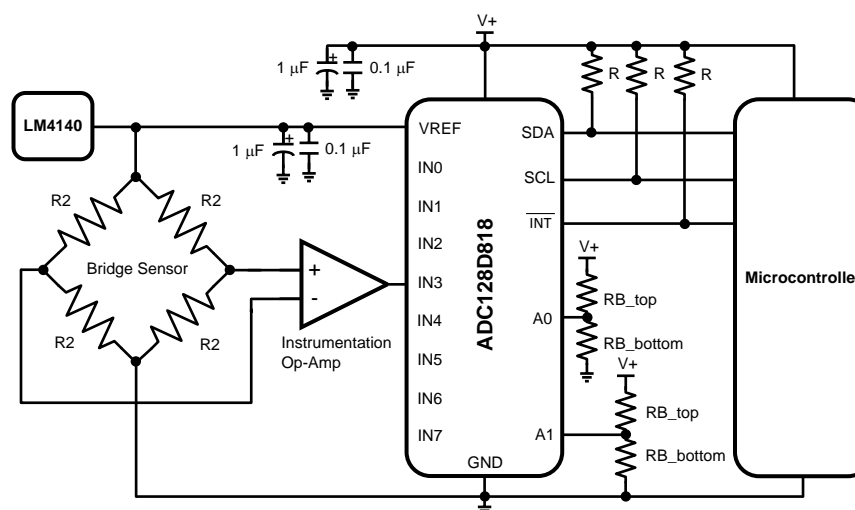 V+
1 μF
+
0.1 μF
R
R
R
LM4140
1 μF
+
0.1 μF
VREF
SDA
IN0
SCL
R2
R2
IN1
INT
IN2
V+
Bridge Sensor
+
IN3
ADC128D818
Microcontrolle
RB_top
-
IN4
A0
R2
R2
Instrumentation
Op-Amp
RB_bottom
IN5
V+
IN6
RB_top
IN7
A1
RB_bottom
GND